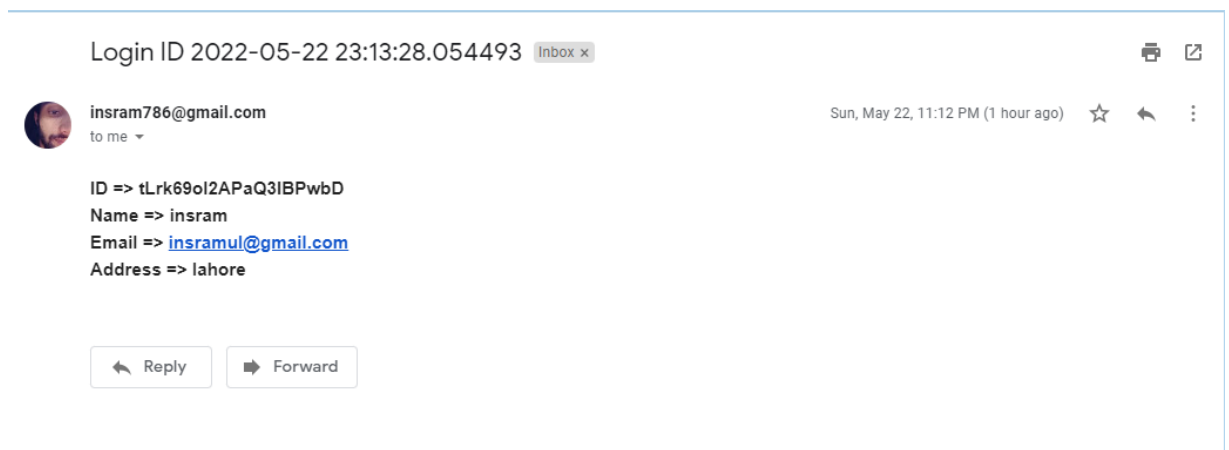 Login ID 2022-05-22 23:13:28.054493 Inbox ×
insram786@gmail.com Sun, May 22, 11:12 PM (1 hour ago)
to me
ID => tLrk69ol2APaQ3IBPwbD
Name => insram
Email => insramul@gmail.com
Address => lahore
Reply Forward